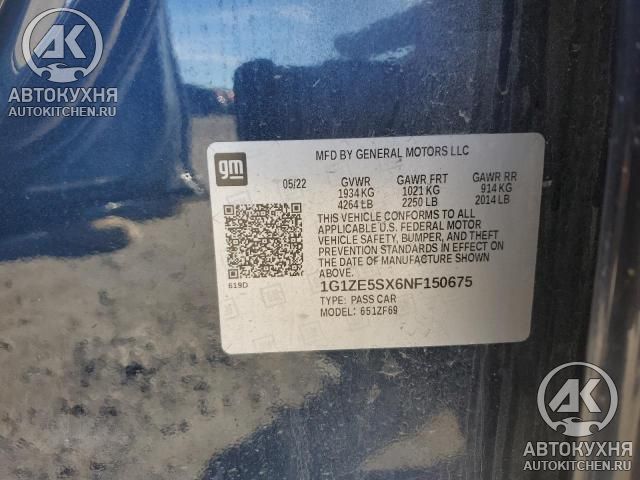 AK
АВТОКУХНЯ
AUTOKITCHEN.RU
gm
MFD BY GENERAL MOTORS LLC
05/22 GVWR GAWR FRT GAWR RR
1934 KG 1021 KG 914 KG
4264 LB 2250 LB 2014 LB
THIS VEHICLE CONFORMS TO ALL
APPLICABLE U.S. FEDERAL MOTOR
VEHICLE SAFETY, BUMPER, AND THEFT
PREVENTION STANDARDS IN EFFECT ON
THE DATE OF MANUFACTURE SHOWN
ABOVE.
619D
1G1ZE5SX6NF150675
TYPE: PASS CAR
MODEL: 651ZF69
AK
АВТОКУХНЯ
AUTOKITCHEN.RU